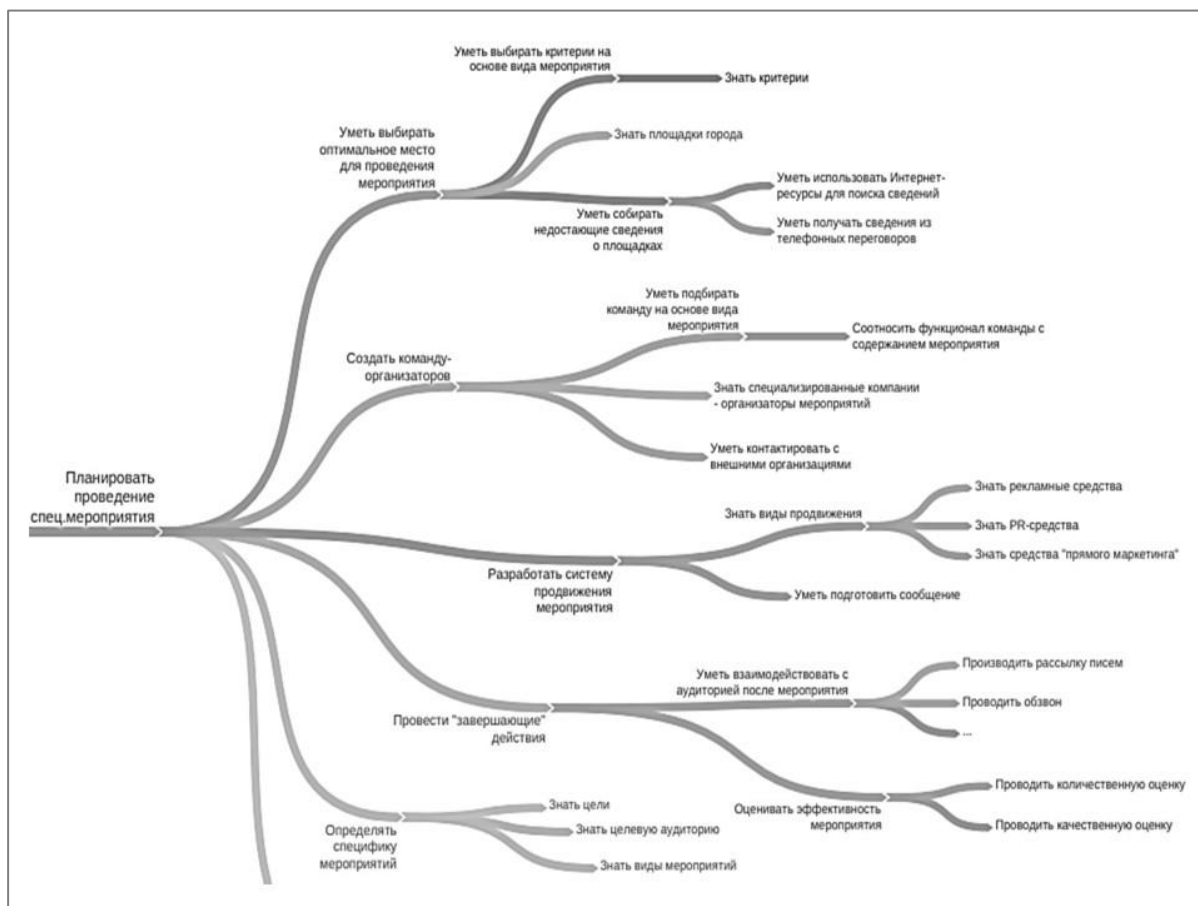 Уметь выбирать критерии на
основе вида мероприятия
Знать критерии
Уметь выбирать
оптимальное место
для проведения
мероприятия
Знать площадки города
Уметь использовать Интернет-
ресурсы для поиска сведений
Уметь собирать
недостающие сведения
о площадках
Уметь получать сведения из
телефонных переговоров
Уметь подбирать
команду на основе вида
мероприятия
Соотносить функционал команды с
содержанием мероприятия
Создать команду-
организаторов
Знать специализированные компании
- организаторы мероприятий
Уметь контактировать с
внешними организациями
Планировать
проведение
спец.мероприятия
Знать рекламные средства
Знать виды продвижения
Знать PR-средства
Знать средства "прямого маркетинга"
Разработать систему
продвижения
мероприятия
Уметь подготовить сообщение
Производить рассылку писем
Уметь взаимодействовать с
аудиторией после мероприятия
Проводить обзвон
...
Провести "завершающие"
действия
Проводить количественную оценку
Оценивать эффективность
мероприятия
Проводить качественную оценку
Знать цели
Определять
специфику
мероприятий
Знать целевую аудиторию
Знать виды мероприятий